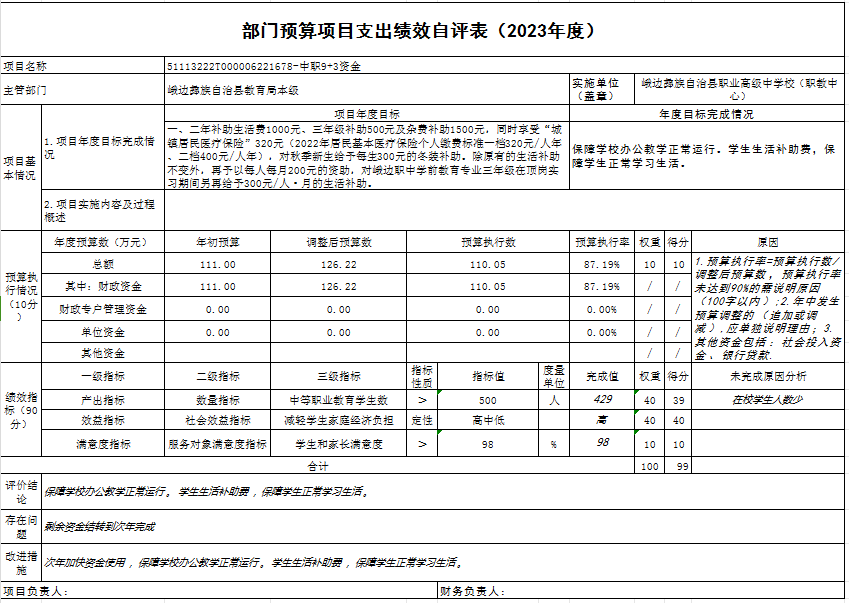 部门预算项目支出绩效自评表（2023年度）
项目名称 51113222T000006221678-中职9+3资金
主管部门 峨边彝族自治县教育局本级 实施单位（盖章） 峨边彝族自治县职业高级中学校（职教中心）
项目基本情况
1.项目年度目标完成情况
项目年度目标 年度目标完成情况
一、二年补助生活费1000元、三年级补助500元及杂费补助1500元，同时享受“城
镇居民医疗保险”320元（2022年居民基本医疗保险个人缴费标准一档320元/人年
、二档400元/人年），对秋季新生给予每生300元的冬装补助。除原有的生活补助
不变外，再予以每人每月200元的资助，对峨边职中学前教育专业三年级在顶岗实
习期间另再给予300元/人·月的生活补助。
保障学校办公教学正常运行。学生生活补助费，保
障学生正常学习生活。
2.项目实施内容及过程概述
预算执行情况（10分）
年度预算数（万元） 年初预算 调整后预算数 预算执行数 预算执行率 权重 得分 原因
总额 111.00 126.22 110.05 87.19% 10 10
其中：财政资金 111.00 126.22 110.05 87.19% / /
财政专户管理资金 0.00 0.00 0.00 0.00% / /
单位资金 0.00 0.00 0.00 0.00% / /
其他资金 / /
1.预算执行率=预算执行数/
调整后预算数，预算执行率
未达到90%的需说明原因
（100字以内）;2.年中发生
预算调整的（追加或调
减）,应单独说明理由；3.
其他资金包括：社会投入资
金、银行贷款.
绩效指标（90分）
一级指标 二级指标 三级指标 指标性质 指标值 度量单位 完成值 权重 得分 未完成原因分析
产出指标 数量指标 中等职业教育学生数 ＞ 500 人 429 40 39 在校学生人数少
效益指标 社会效益指标 减轻学生家庭经济负担 定性 高中低 高 40 40
满意度指标 服务对象满意度指标 学生和家长满意度 ＞ 98 % 98 10 10
合计 100 99
评价结论 保障学校办公教学正常运行。学生生活补助费，保障学生正常学习生活。
存在问题 剩余资金结转到次年完成
改进措施 次年加快资金使用，保障学校办公教学正常运行。学生生活补助费，保障学生正常学习生活。
项目负责人： 财务负责人：